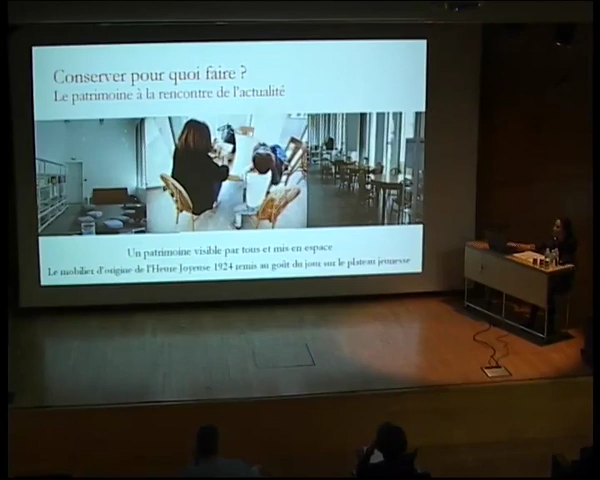 Conserver pour quoi faire ?
Le patrimoine à la rencontre de l'actualité
Un patrimoine visible par tous et mis en espace
Le mobilier d'origine de l'Heure Joyeuse 1924 remis au goût du jour sur le plateau jeunesse